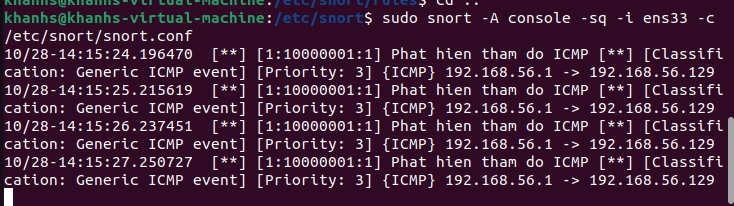 khanhs@khanhs-virtual-machine:/etc/snort/rules$ cd ..
khanhs@khanhs-virtual-machine:/etc/snort$ sudo snort -A console -sq -i ens33 -c
/etc/snort/snort.conf
10/28-14:15:24.196470  [**] [1:10000001:1] Phat hien tham do ICMP [**] [Classifi
cation: Generic ICMP event] [Priority: 3] {ICMP} 192.168.56.1 -> 192.168.56.129
10/28-14:15:25.215619  [**] [1:10000001:1] Phat hien tham do ICMP [**] [Classifi
cation: Generic ICMP event] [Priority: 3] {ICMP} 192.168.56.1 -> 192.168.56.129
10/28-14:15:26.237451  [**] [1:10000001:1] Phat hien tham do ICMP [**] [Classifi
cation: Generic ICMP event] [Priority: 3] {ICMP} 192.168.56.1 -> 192.168.56.129
10/28-14:15:27.250727  [**] [1:10000001:1] Phat hien tham do ICMP [**] [Classifi
cation: Generic ICMP event] [Priority: 3] {ICMP} 192.168.56.1 -> 192.168.56.129